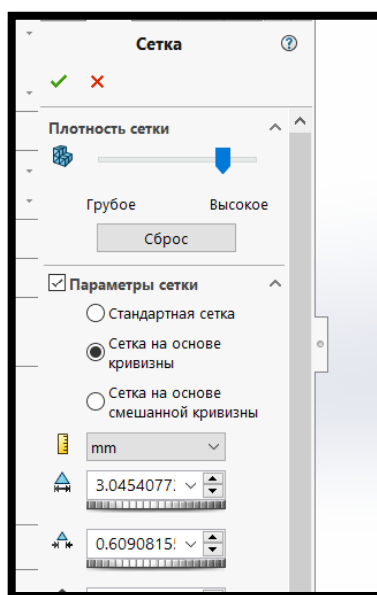 Сетка
Плотность сетки
Грубое Высокое
Сброс
Параметры сетки
Стандартная сетка
Сетка на основе
кривизны
Сетка на основе
смешанной кривизны
mm
3.0454077
0.6090815